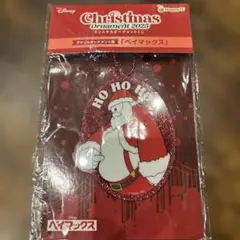 Disney
Christmas
Ornament 2025
クリスマスオーナメントくじ
「ベイマックス」
HO HO HO
ベイマックス